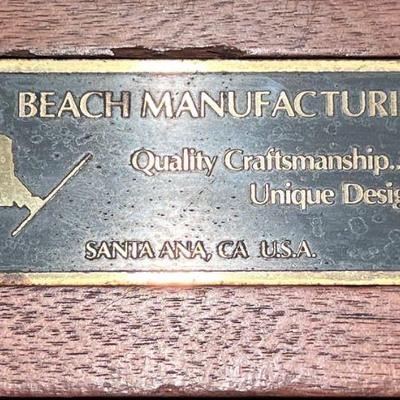 BEACH MANUFACTURI
Quality Craftsmanship...
Unique Desig
SANTA ANA, CA U.S.A.